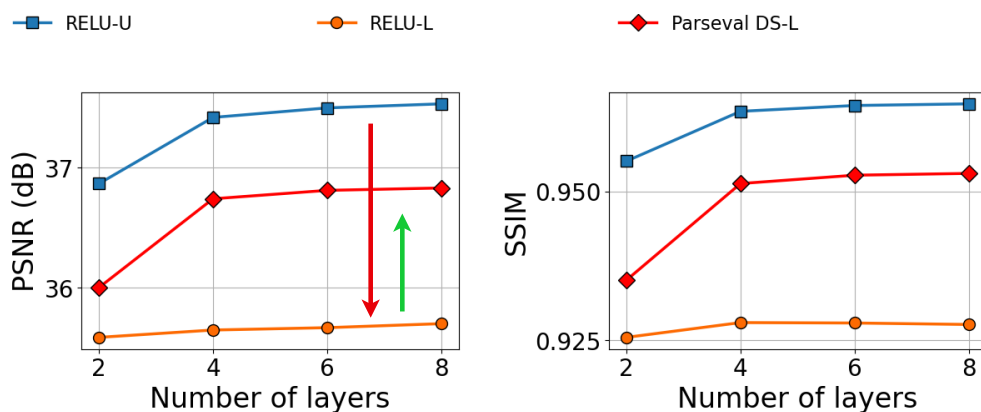 RELU-U
RELU-L
Parseval DS-L
PSNR (dB)
37
36
2
4
6
8
Number of layers
SSIM
0.950
0.925
2
4
6
8
Number of layers